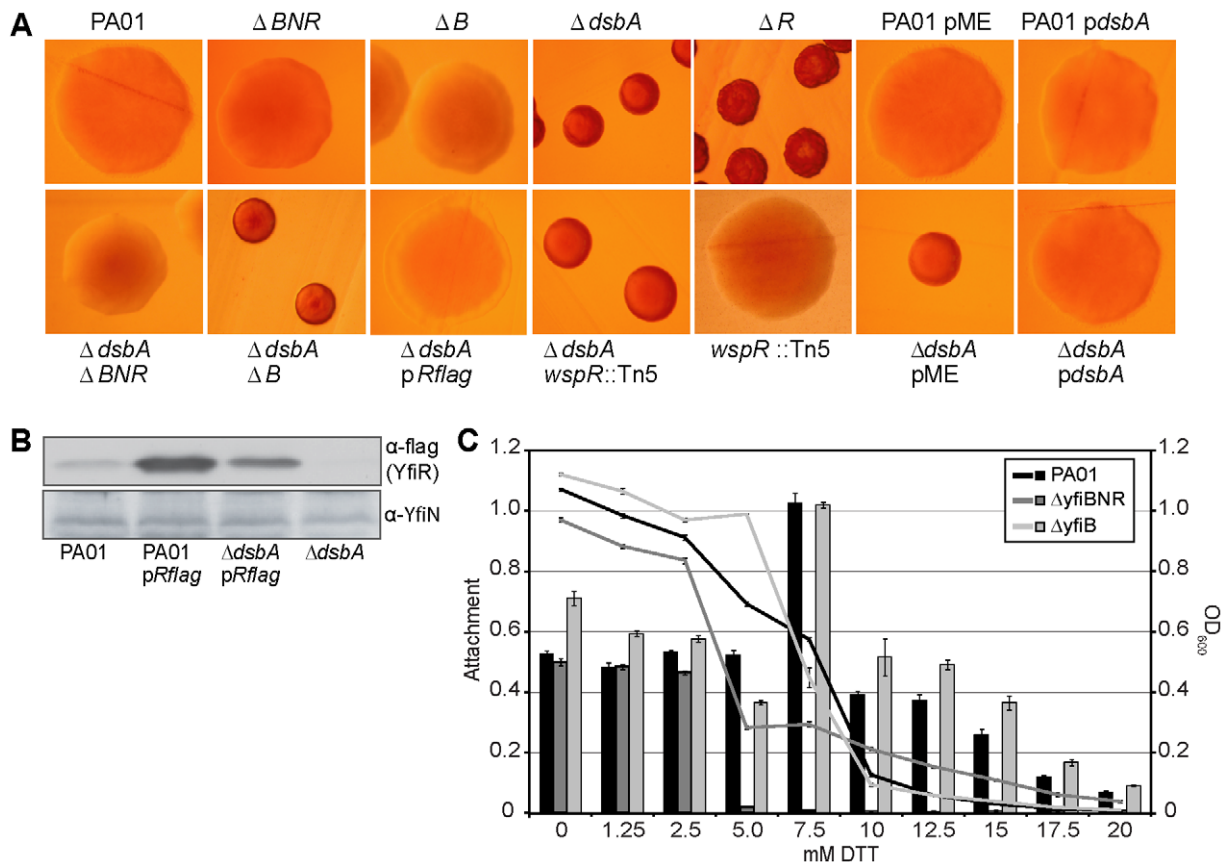 A
PA01 Δ BNR Δ B Δ dsbA Δ R PA01 pME PA01 pdsbA
Δ dsbA Δ dsbA Δ dsbA Δ dsbA wspR ::Tn5 Δdsba Δdsba
Δ BNR Δ B pRflag wspR::Tn5 pME pdsbA
B
α-flag
(YfiR)
α-YfiN
PA01 PA01 ΔdsbA ΔdsbA
pRflag pRflag
C
1.2 1.2
1.0 1.0
0.8 0.8
0.6 0.6
0.4 0.4
0.2 0.2
0 0
Attachment
OD600
PA01
ΔyfiBNR
ΔyfiB
0 1.25 2.5 5.0 7.5 10 12.5 15 17.5 20
mM DTT